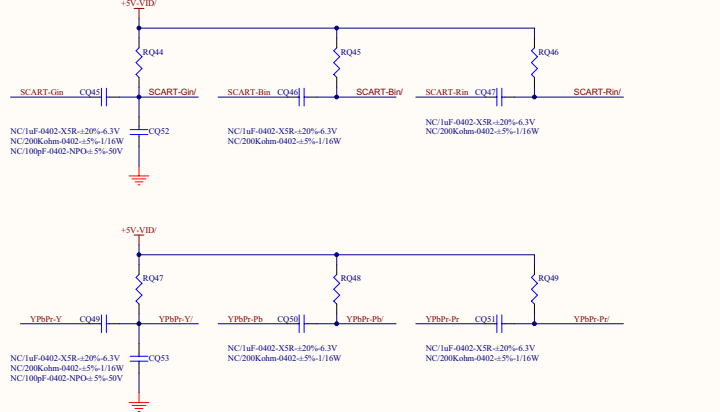 +5V-VID/
RQ44 RQ45 RQ46
SCART-Gin CQ45 SCART-Gin/ SCART-Bin CQ46 SCART-Bin/ SCART-Rin CQ47 SCART-Rin/
CQ52
NC/1uF-0402-X5R-±20%-6.3V
NC/200Kohm-0402-±5%-1/16W
NC/100pF-0402-NPO-±5%-50V
NC/1uF-0402-X5R-±20%-6.3V
NC/200Kohm-0402-±5%-1/16W
NC/1uF-0402-X5R-±20%-6.3V
NC/200Kohm-0402-±5%-1/16W
+5V-VID/
RQ47 RQ48 RQ49
YPbPr-Y CQ49 YPbPr-Y/ YPbPr-Pb CQ50 YPbPr-Pb/ YPbPr-Pr CQ51 YPbPr-Pr/
CQ53
NC/1uF-0402-X5R-±20%-6.3V
NC/200Kohm-0402-±5%-1/16W
NC/100pF-0402-NPO-±5%-50V
NC/1uF-0402-X5R-±20%-6.3V
NC/200Kohm-0402-±5%-1/16W
NC/1uF-0402-X5R-±20%-6.3V
NC/200Kohm-0402-±5%-1/16W